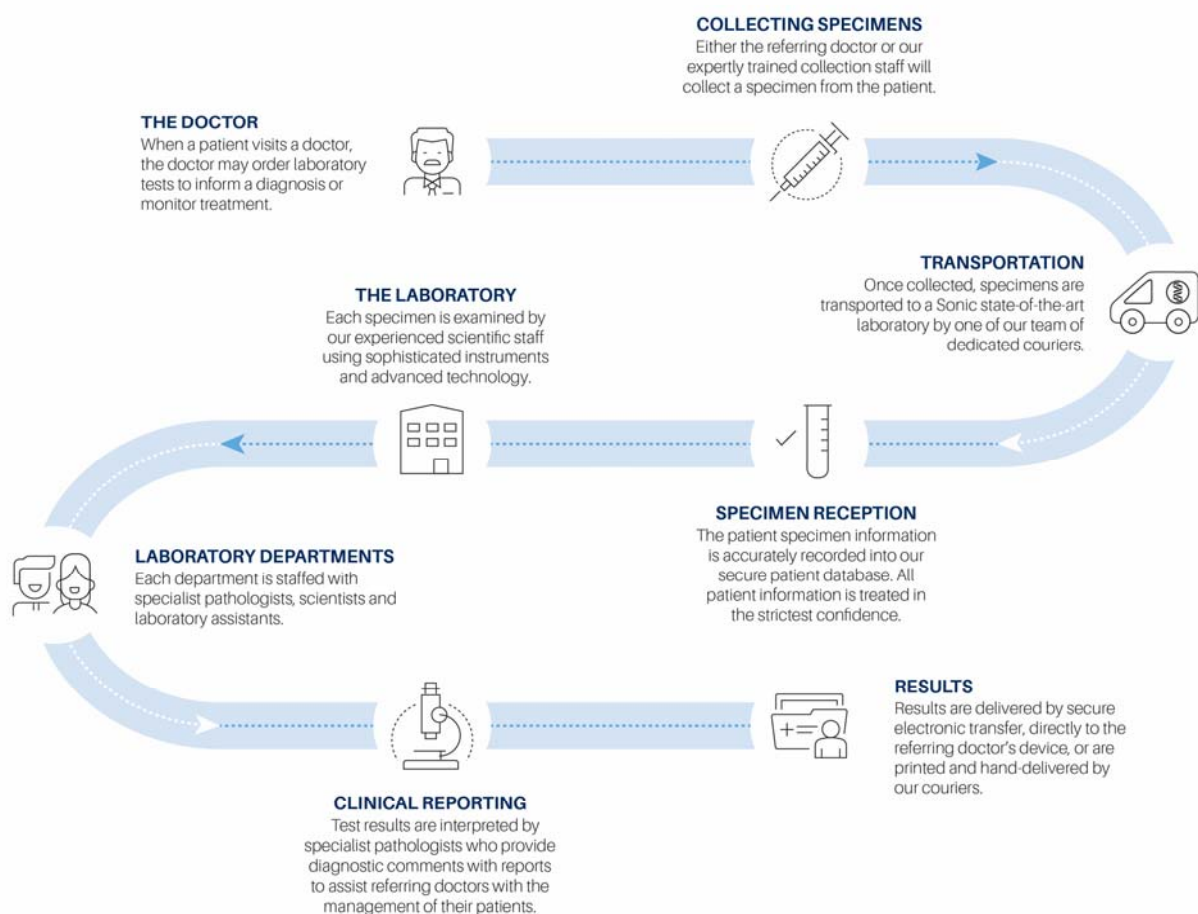 COLLECTING SPECIMENS
Either the referring doctor or our
expertly trained collection staff will
collect a specimen from the patient.
THE DOCTOR
When a patient visits a doctor,
the doctor may order laboratory
tests to inform a diagnosis or
monitor treatment.
TRANSPORTATION
Once collected, specimens are
transported to a Sonic state-of-the-art
laboratory by one of our team of
dedicated couriers.
THE LABORATORY
Each specimen is examined by
our experienced scientific staff
using sophisticated instruments
and advanced technology.
SPECIMEN RECEPTION
The patient specimen information
is accurately recorded into our
secure patient database. All
patient information is treated in
the strictest confidence.
LABORATORY DEPARTMENTS
Each department is staffed with
specialist pathologists, scientists and
laboratory assistants.
RESULTS
Results are delivered by secure
electronic transfer, directly to the
referring doctor's device, or are
printed and hand-delivered by
our couriers.
CLINICAL REPORTING
Test results are interpreted by
specialist pathologists who provide
diagnostic comments with reports
to assist referring doctors with the
management of their patients.